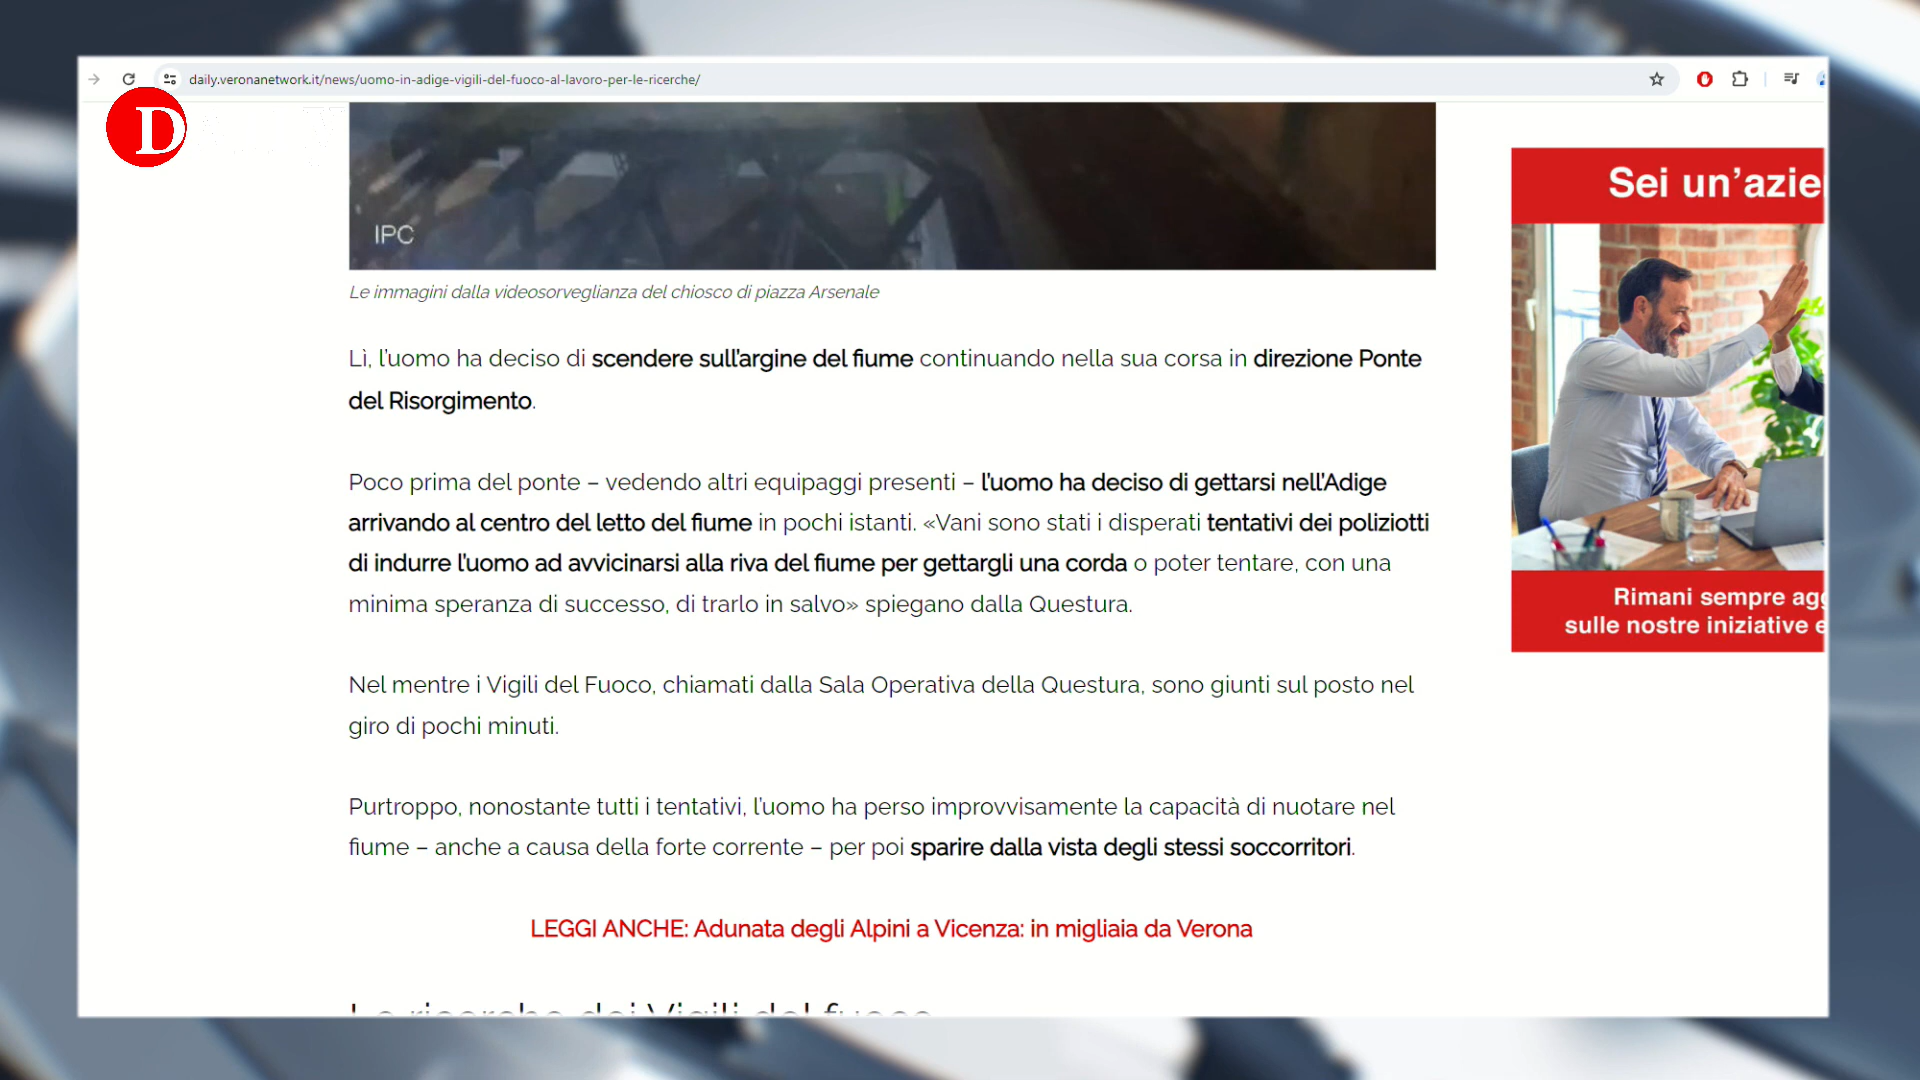 daily.veronanetwork.it/news/uomo-in-adige-vigili-del-fuoco-al-lavoro-per-le-ricerche/
D
IPC
Le immagini dalla videosorveglianza del chiosco di piazza Arsenale
Lì, l'uomo ha deciso di scendere sull'argine del fiume continuando nella sua corsa in direzione Ponte
del Risorgimento.
Poco prima del ponte – vedendo altri equipaggi presenti – l'uomo ha deciso di gettarsi nell'Adige
arrivando al centro del letto del fiume in pochi istanti. «Vani sono stati i disperati tentativi dei poliziotti
di indurre l'uomo ad avvicinarsi alla riva del fiume per gettargli una corda o poter tentare, con una
minima speranza di successo, di trarlo in salvo» spiegano dalla Questura.
Nel mentre i Vigili del Fuoco, chiamati dalla Sala Operativa della Questura, sono giunti sul posto nel
giro di pochi minuti.
Purtroppo, nonostante tutti i tentativi, l'uomo ha perso improvvisamente la capacità di nuotare nel
fiume – anche a causa della forte corrente – per poi sparire dalla vista degli stessi soccorritori.
LEGGI ANCHE: Adunata degli Alpini a Vicenza: in migliaia da Verona
Le ricerche dei Vigili del fuoco
Sei un'azie
Rimani sempre agg
sulle nostre iniziative e